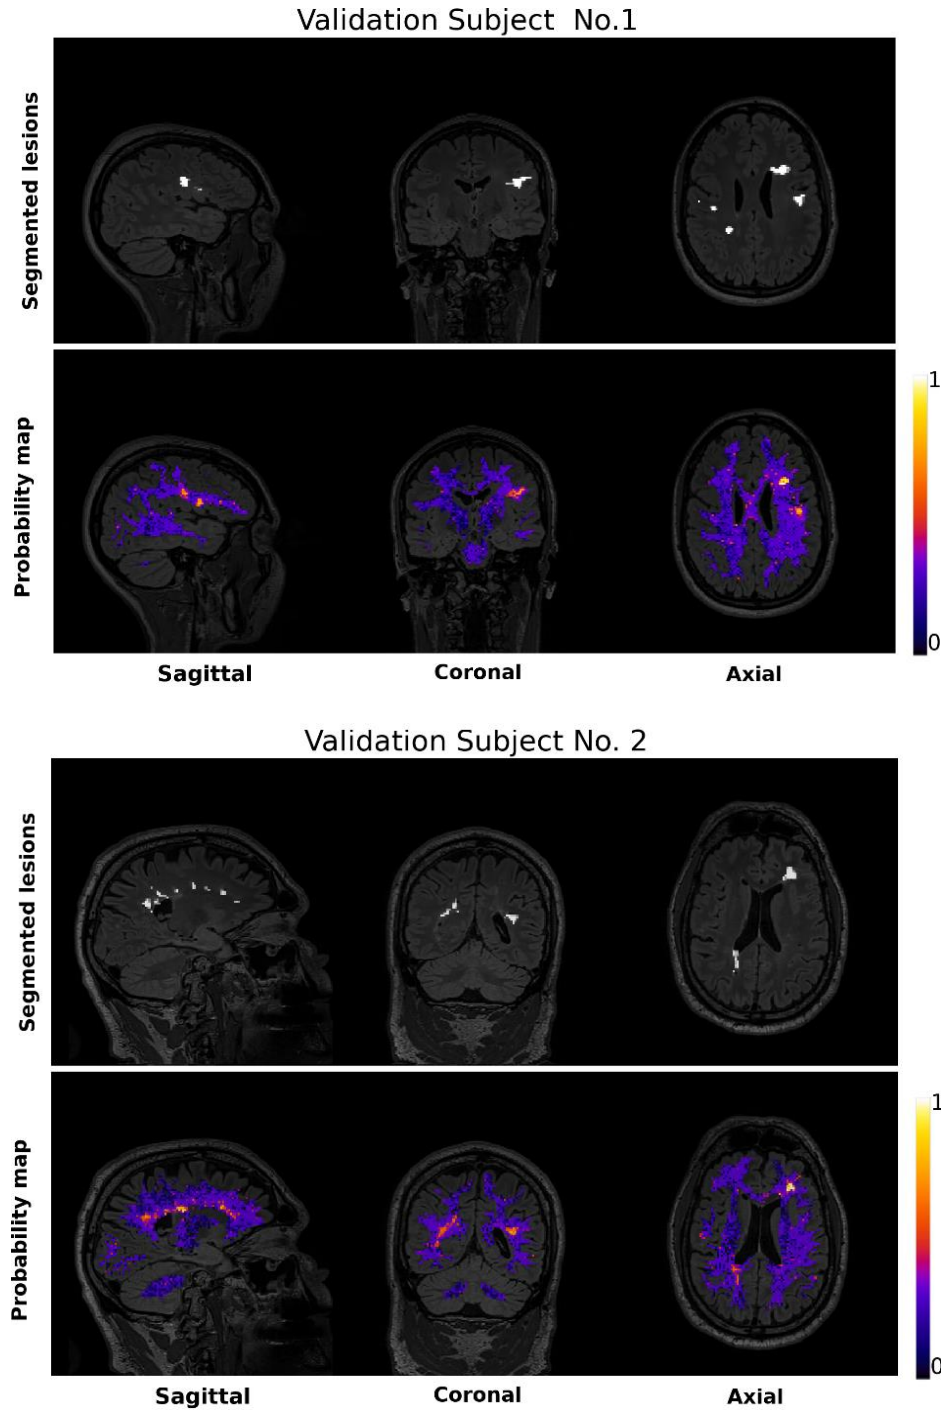 Validation Subject No.1
Segmented lesions
Probability map
1
0
Sagittal Coronal Axial
Validation Subject No. 2
Segmented lesions
Probability map
1
0
Sagittal Coronal Axial